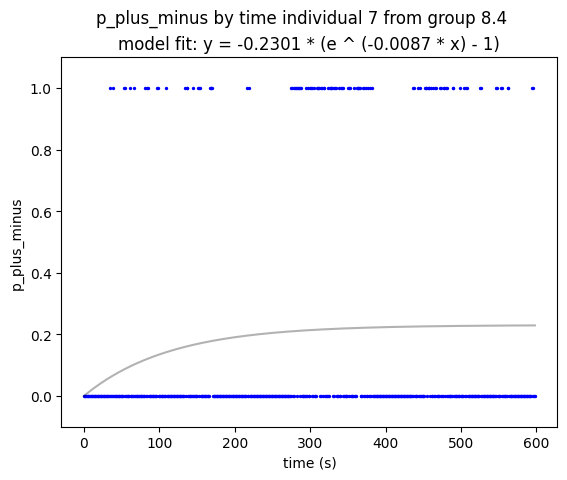 p_plus_minus by time individual 7 from group 8.4
model fit: y = -0.2301 * (e ^ (-0.0087 * x) - 1)
1.0
0.8
0.6
0.4
0.2
0.0
p_plus_minus
0 100 200 300 400 500 600
time (s)